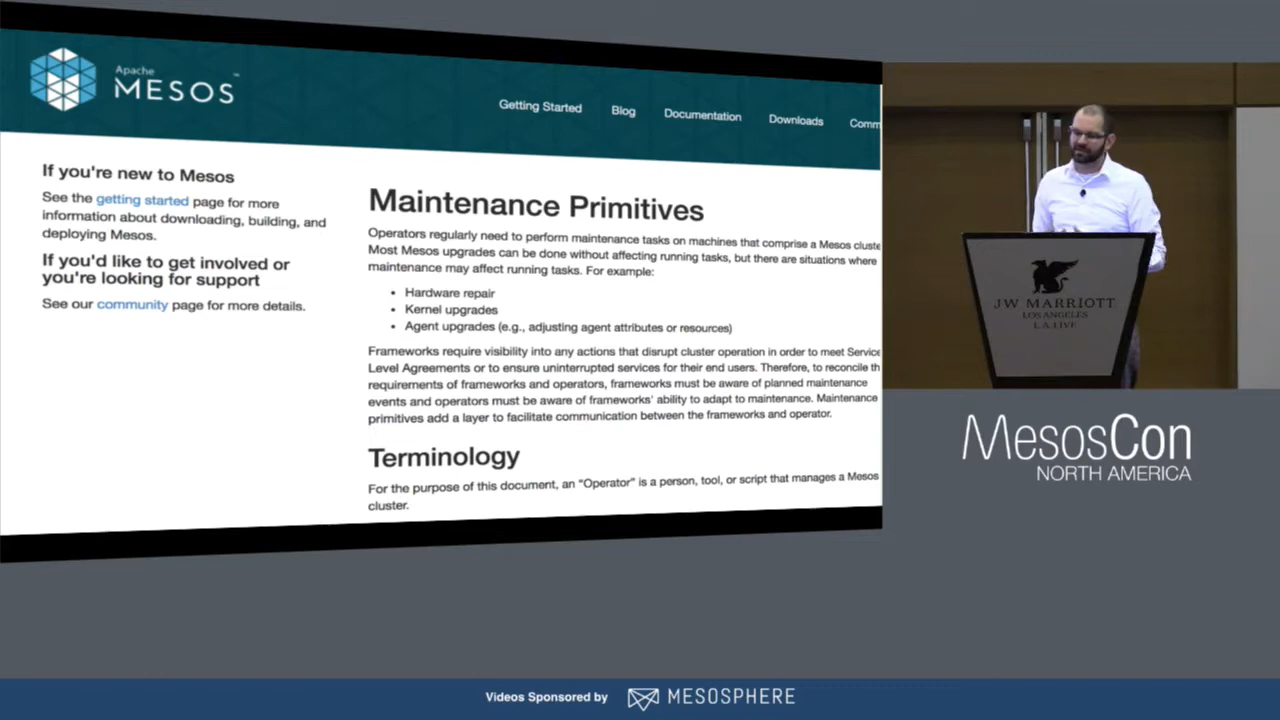 Apache
MESOS™
Getting Started
Blog
Documentation
Downloads
Comm
If you're new to Mesos
See the getting started page for more
information about downloading, building, and
deploying Mesos.
If you'd like to get involved or
you're looking for support
See our community page for more details.
Maintenance Primitives
Operators regularly need to perform maintenance tasks on machines that comprise a Mesos cluste
Most Mesos upgrades can be done without affecting running tasks, but there are situations where
maintenance may affect running tasks. For example:
• Hardware repair
• Kernel upgrades
• Agent upgrades (e.g., adjusting agent attributes or resources)
Frameworks require visibility into any actions that disrupt cluster operation in order to meet Service
Level Agreements or to ensure uninterrupted services for their end users. Therefore, to reconcile th
requirements of frameworks and operators, frameworks must be aware of planned maintenance
events and operators must be aware of frameworks' ability to adapt to maintenance. Maintenance
primitives add a layer to facilitate communication between the frameworks and operator.
Terminology
For the purpose of this document, an “Operator” is a person, tool, or script that manages a Mesos
cluster.
JW MARRIOTT
LOS ANGELES
L.A. LIVE
MesosCon
NORTH AMERICA
Videos Sponsored by
MESOSPHERE